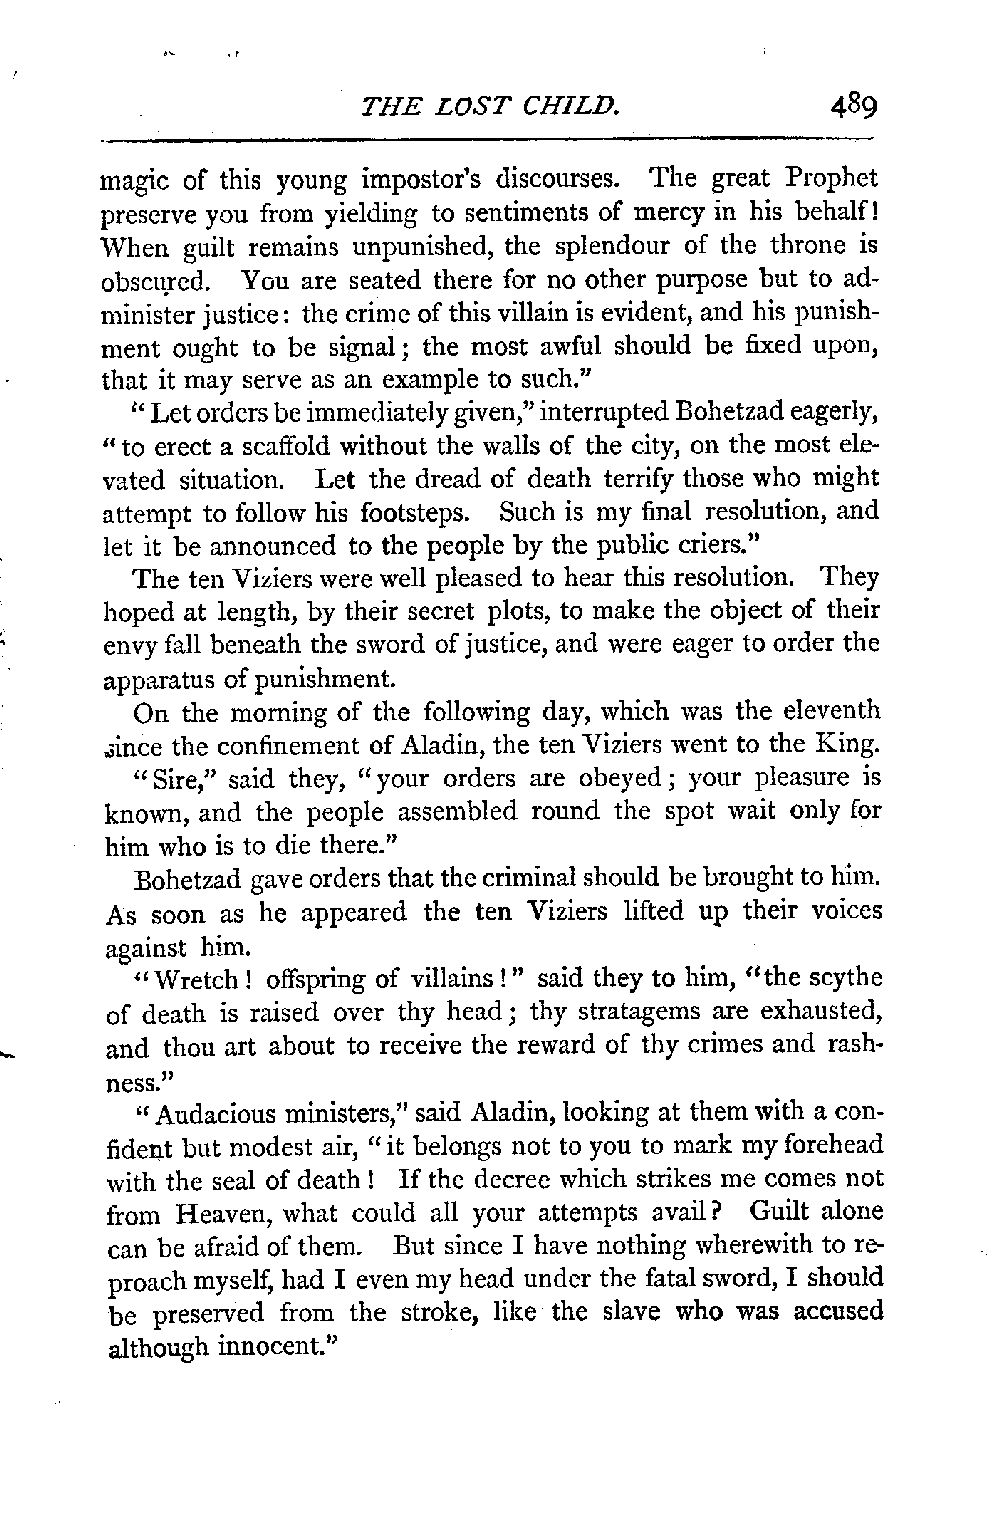 THE LOST CHILD. 489
magic of this young impostor's discourses. The great Prophet
preserve you from yielding to sentiments of mercy in his behalf!
When guilt remains unpunished, the splendour of the throne is
obscured. You are seated there for no other purpose but to ad-
minister justice: the crime of this villain is evident, and his punish-
ment ought to be signal; the most awful should be fixed upon,
that it may serve as an example to such."
"Let orders be immediately given," interrupted Bohetzad eagerly,
"to erect a scaffold without the walls of the city, on the most ele-
vated situation. Let the dread of death terrify those who might
attempt to follow his footsteps. Such is my final resolution, and
let it be announced to the people by the public criers."
The ten Viziers were well pleased to hear this resolution. They
hoped at length, by their secret plots, to make the object of their
envy fall beneath the sword of justice, and were eager to order the
apparatus of punishment.
On the morning of the following day, which was the eleventh
since the confinement of Aladin, the ten Viziers went to the King.
"Sire," said they, "your orders are obeyed; your pleasure is
known, and the people assembled round the spot wait only for
him who is to die there."
Bohetzad gave orders that the criminal should be brought to him.
As soon as he appeared the ten Viziers lifted up their voices
against him.
"Wretch! offspring of villains!" said they to him, "the scythe
of death is raised over thy head; thy stratagems are exhausted,
and thou art about to receive the reward of thy crimes and rash-
ness."
"Audacious ministers," said Aladin, looking at them with a con-
fident but modest air, "it belongs not to you to mark my forehead
with the seal of death! If the decree which strikes me comes not
from Heaven, what could all your attempts avail? Guilt alone
can be afraid of them. But since I have nothing wherewith to re-
proach myself, had I even my head under the fatal sword, I should
be preserved from the stroke, like the slave who was accused
although innocent."